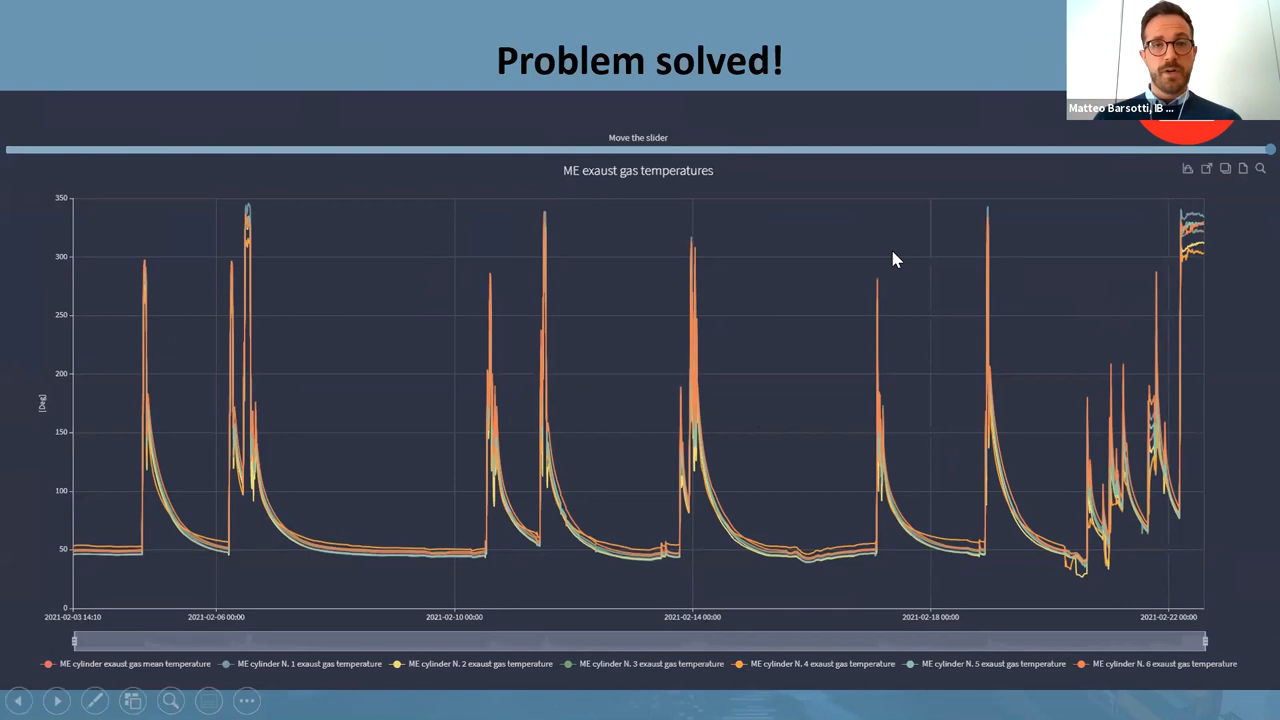 Problem solved!
Matteo Barsotti, IB ...
Move the slider
ME exaust gas temperatures
350
300
250
200
150
100
50
0
[Deg]
2021-02-03 14:10
2021-02-06 00:00
2021-02-10 00:00
2021-02-14 00:00
2021-02-18 00:00
2021-02-22 00:00
ME cylinder exaust gas mean temperature
ME cylinder N. 1 exaust gas temperature
ME cylinder N. 2 exaust gas temperature
ME cylinder N. 3 exaust gas temperature
ME cylinder N. 4 exaust gas temperature
ME cylinder N. 5 exaust gas temperature
ME cylinder N. 6 exaust gas temperature